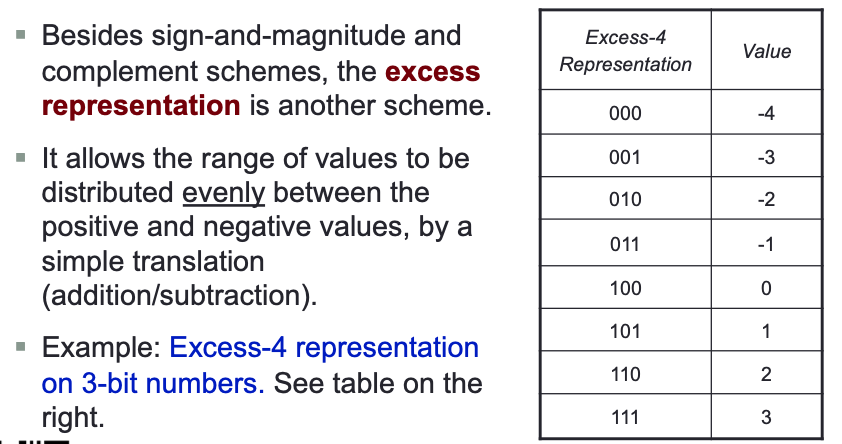 ▪ Besides sign-and-magnitude and
complement schemes, the excess
representation is another scheme.
▪ It allows the range of values to be
distributed evenly between the
positive and negative values, by a
simple translation
(addition/subtraction).
▪ Example: Excess-4 representation
on 3-bit numbers. See table on the
right.
Excess-4
Representation Value
000 -4
001 -3
010 -2
011 -1
100 0
101 1
110 2
111 3